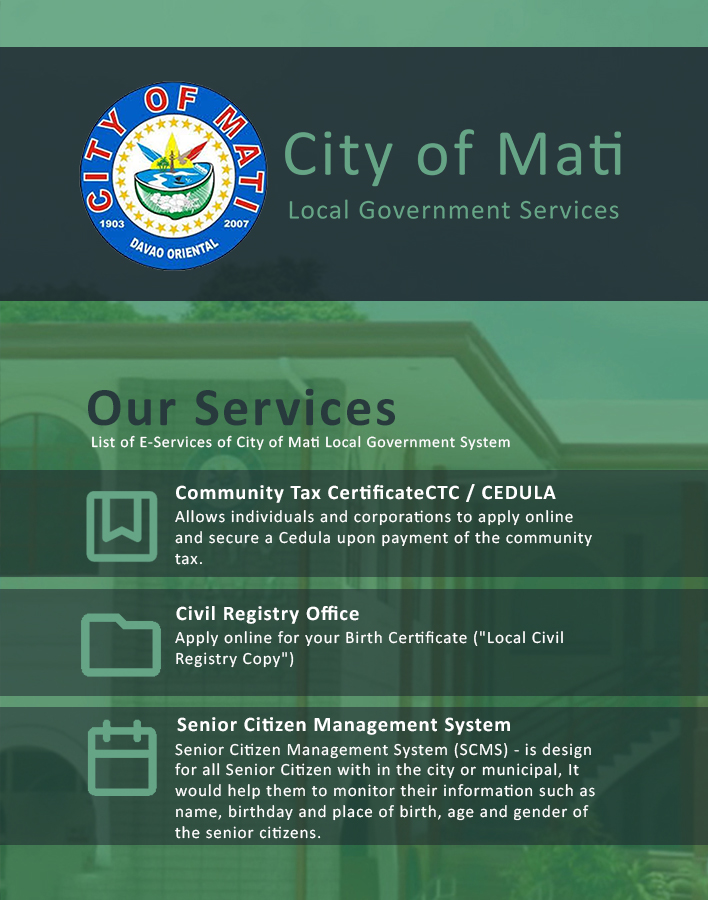 CITY OF MATI
1903
2007
DAVAO ORIENTAL
City of Mati
Local Government Services
Our Services
List of E-Services of City of Mati Local Government System
Community Tax CertificateCTC / CEDULA
Allows individuals and corporations to apply online
and secure a Cedula upon payment of the community
tax.
Civil Registry Office
Apply online for your Birth Certificate ("Local Civil
Registry Copy")
Senior Citizen Management System
Senior Citizen Management System (SCMS) - is design
for all Senior Citizen with in the city or municipal, It
would help them to monitor their information such as
name, birthday and place of birth, age and gender of
the senior citizens.